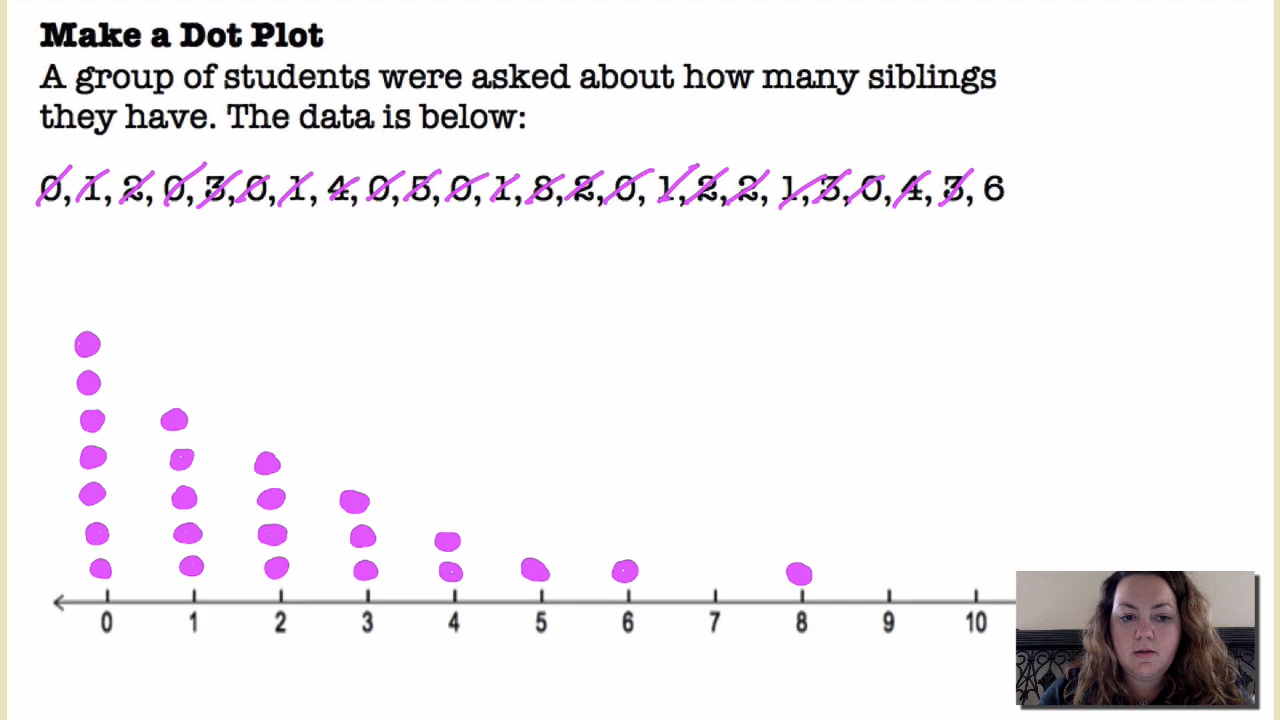 Make a Dot Plot
A group of students were asked about how many siblings
they have. The data is below:
0, 1, 2, 0, 3, 0, 1, 4, 0, 5, 0, 1, 8, 2, 0, 1, 2, 2, 1, 3, 0, 4, 3, 6
0 1 2 3 4 5 6 7 8 9 10